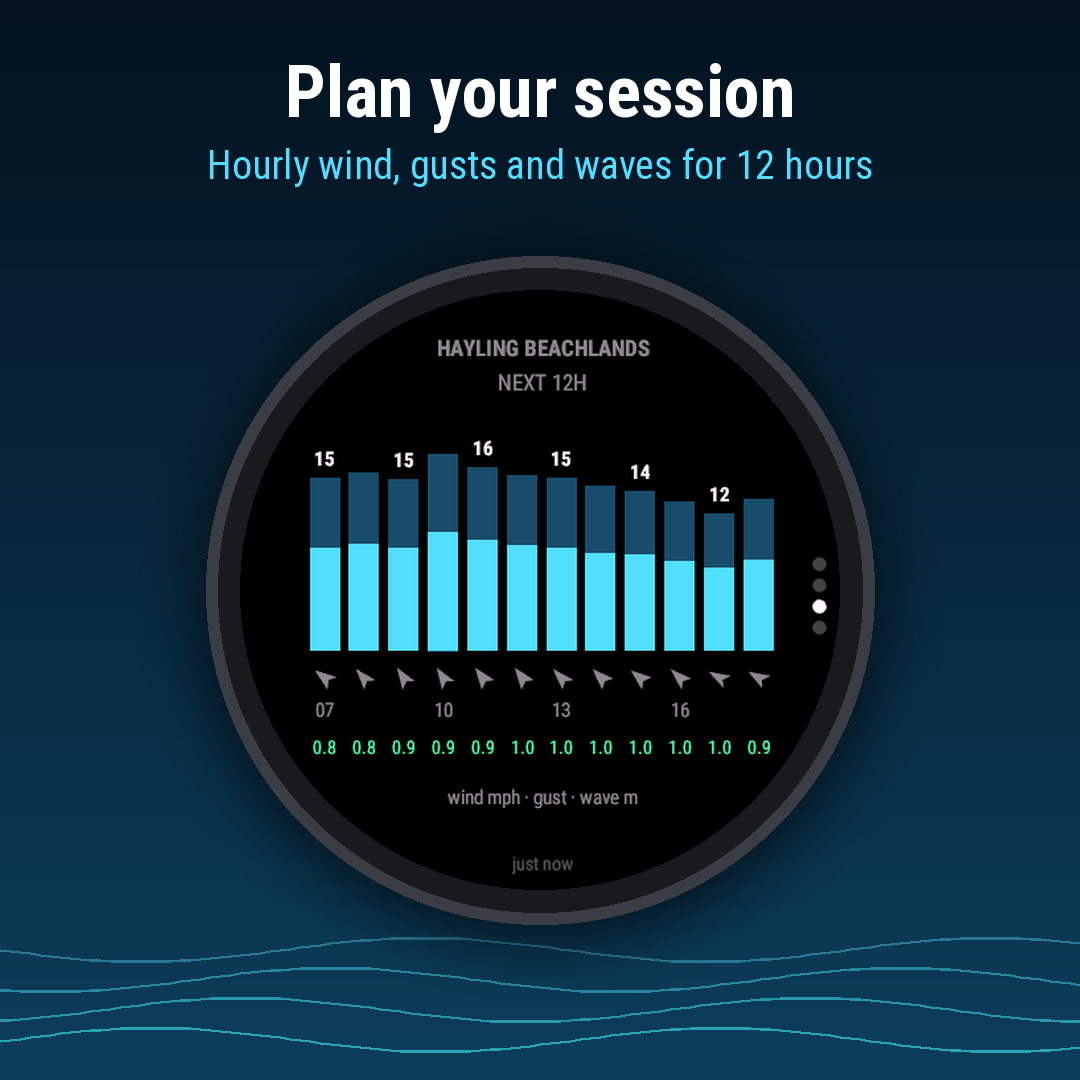 Plan your session
Hourly wind, gusts and waves for 12 hours
HAYLING BEACHLANDS
NEXT 12H
15 15 16 15 14 12
07 10 13 16
0.8 0.8 0.9 0.9 0.9 1.0 1.0 1.0 1.0 1.0 1.0 0.9
wind mph · gust · wave m
just now